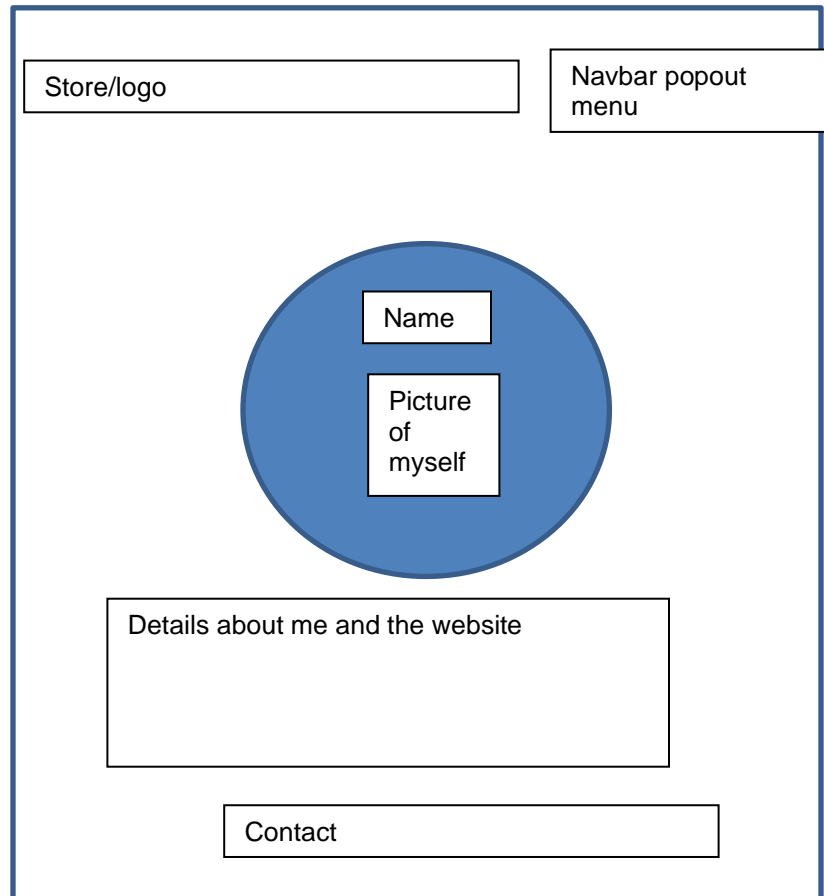 Store/logo
Navbar popout
menu
Name
Picture
of
myself
Details about me and the website
Contact